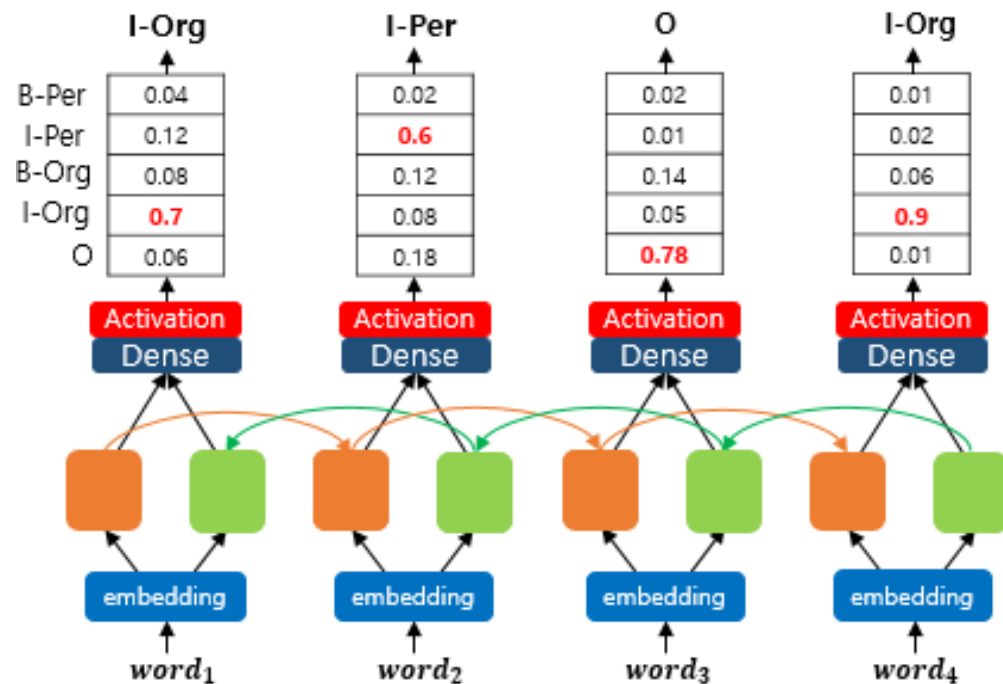 I-Org I-Per O I-Org
B-Per 0.04 0.02 0.02 0.01
I-Per 0.12 0.6 0.01 0.02
B-Org 0.08 0.12 0.14 0.06
I-Org 0.7 0.08 0.05 0.9
O 0.06 0.18 0.78 0.01
Activation Activation Activation Activation
Dense Dense Dense Dense
embedding embedding embedding embedding
word₁ word₂ word₃ word₄